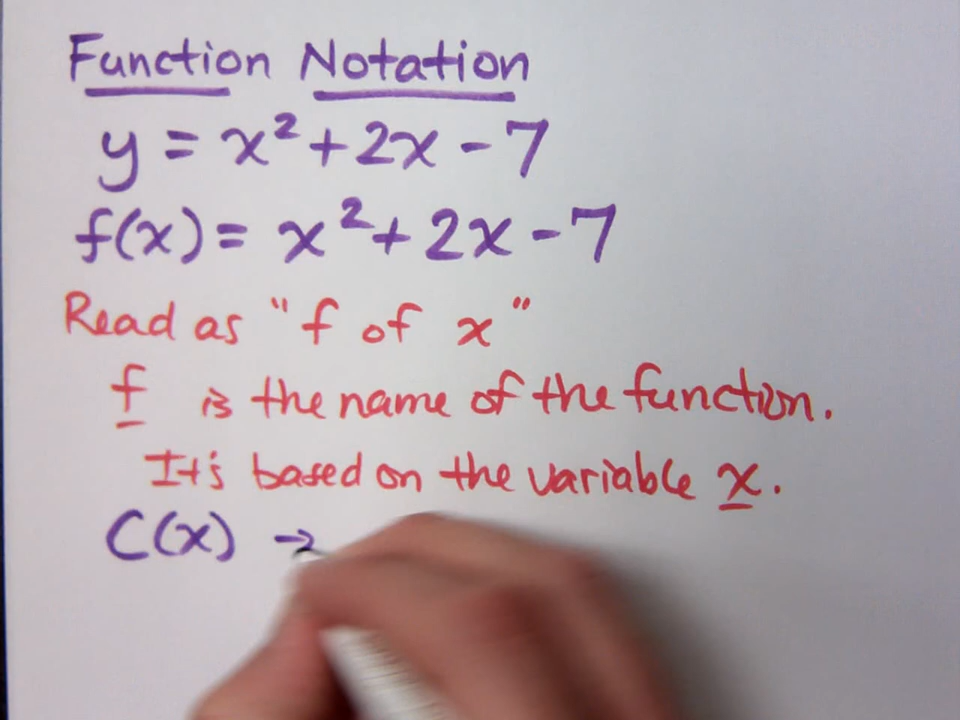 Function Notation
y = x² + 2x - 7
f(x) = x² + 2x - 7
Read as "f of x"
f is the name of the function.
It's based on the variable x.
C(x) →